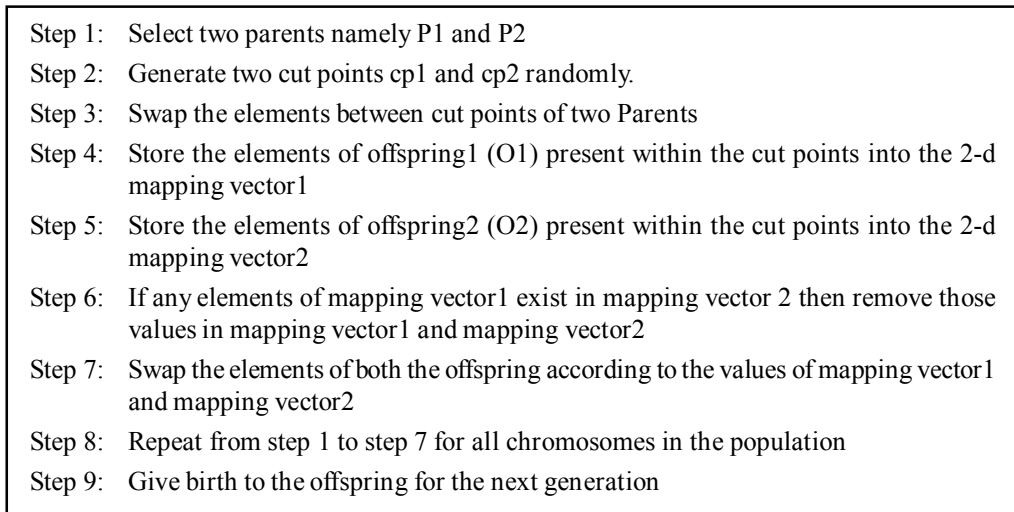 Step 1: Select two parents namely P1 and P2
Step 2: Generate two cut points cp1 and cp2 randomly.
Step 3: Swap the elements between cut points of two Parents
Step 4: Store the elements of offspring1 (O1) present within the cut points into the 2-d
mapping vector1
Step 5: Store the elements of offspring2 (O2) present within the cut points into the 2-d
mapping vector2
Step 6: If any elements of mapping vector1 exist in mapping vector 2 then remove those
values in mapping vector1 and mapping vector2
Step 7: Swap the elements of both the offspring according to the values of mapping vector1
and mapping vector2
Step 8: Repeat from step 1 to step 7 for all chromosomes in the population
Step 9: Give birth to the offspring for the next generation